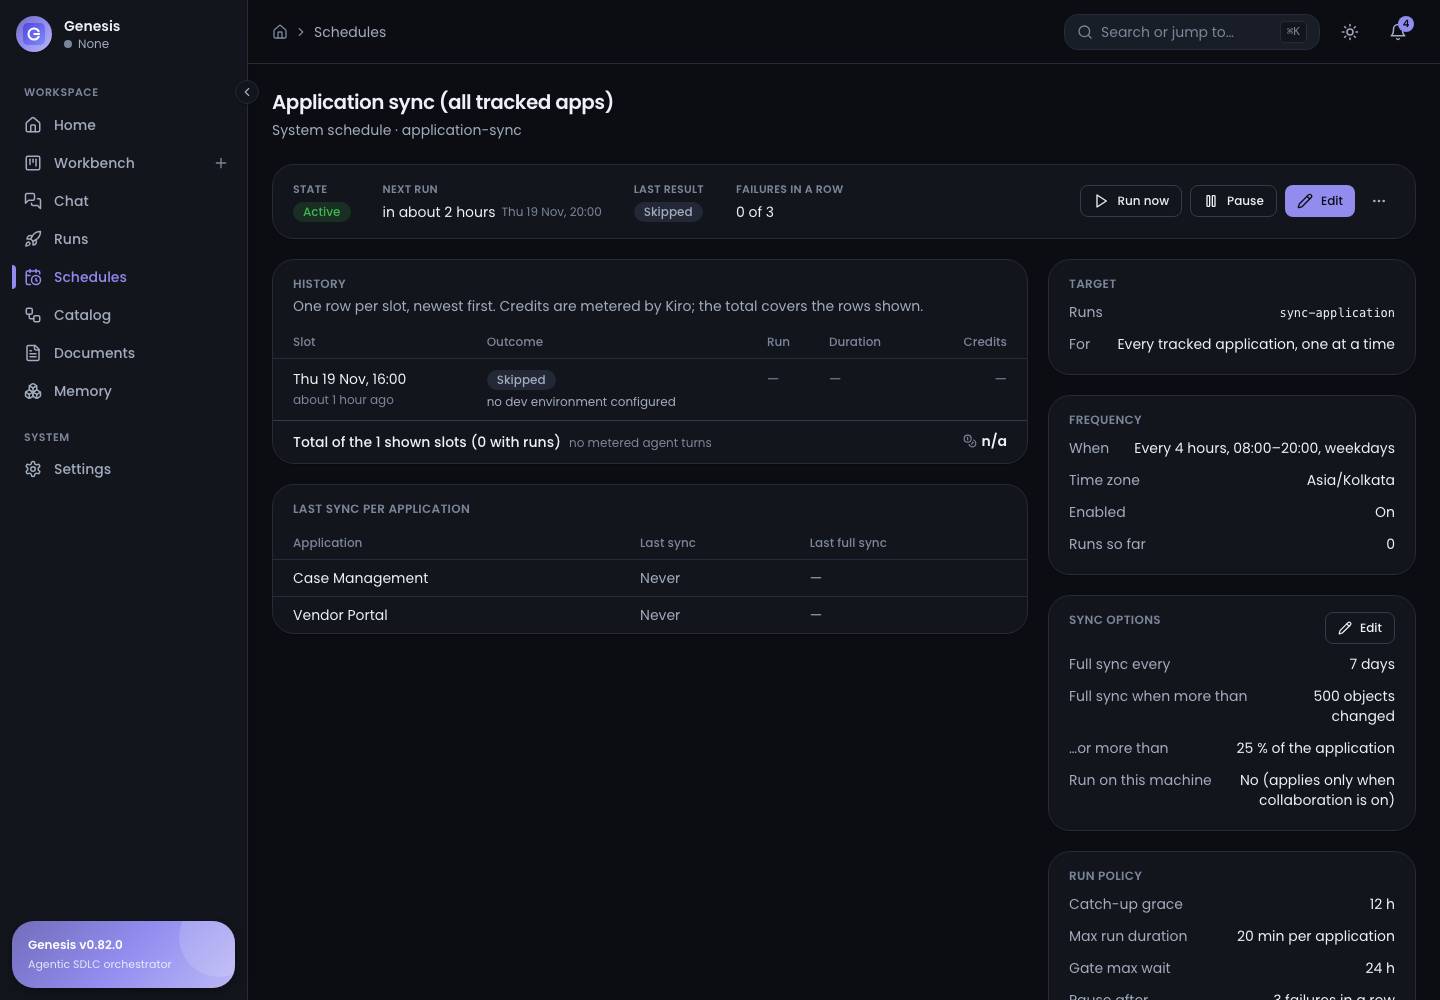 Genesis
None
WORKSPACE
Home
Workbench
Chat
Runs
Schedules
Catalog
Documents
Memory
SYSTEM
Settings
Genesis v0.82.0
Agentic SDLC orchestrator
Schedules
Search or jump to…
⌘K
4
Application sync (all tracked apps)
System schedule · application-sync
STATE
Active
NEXT RUN
in about 2 hours Thu 19 Nov, 20:00
LAST RESULT
Skipped
FAILURES IN A ROW
0 of 3
Run now
Pause
Edit
HISTORY
One row per slot, newest first. Credits are metered by Kiro; the total covers the rows shown.
Slot Outcome Run Duration Credits
Thu 19 Nov, 16:00 Skipped — — —
about 1 hour ago no dev environment configured
Total of the 1 shown slots (0 with runs) no metered agent turns n/a
LAST SYNC PER APPLICATION
Application Last sync Last full sync
Case Management Never —
Vendor Portal Never —
TARGET
Runs sync-application
For Every tracked application, one at a time
FREQUENCY
When Every 4 hours, 08:00–20:00, weekdays
Time zone Asia/Kolkata
Enabled On
Runs so far 0
SYNC OPTIONS
Edit
Full sync every 7 days
Full sync when more than 500 objects
changed
…or more than 25 % of the application
Run on this machine No (applies only when
collaboration is on)
RUN POLICY
Catch-up grace 12 h
Max run duration 20 min per application
Gate max wait 24 h
Pause after 3 failures in a row